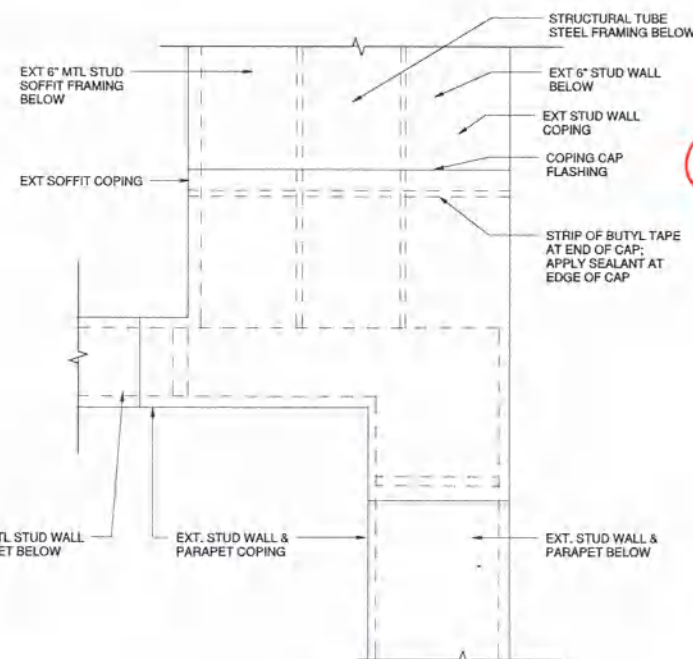 STRUCTURAL TUBE
STEEL FRAMING BELOW
EXT 6" MTL STUD
SOFFIT FRAMING
BELOW
EXT 6" STUD WALL
BELOW
EXT STUD WALL
COPING
COPING CAP
FLASHING
EXT SOFFIT COPING
STRIP OF BUTYL TAPE
AT END OF CAP;
APPLY SEALANT AT
EDGE OF CAP
STUD WALL
BELOW
EXT. STUD WALL &
PARAPET COPING
EXT. STUD WALL &
PARAPET BELOW